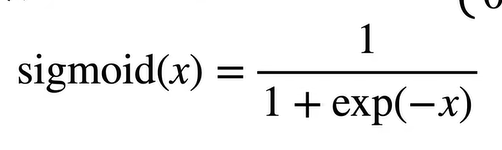 sigmoid(x) = 1 / (1 + exp(−x))